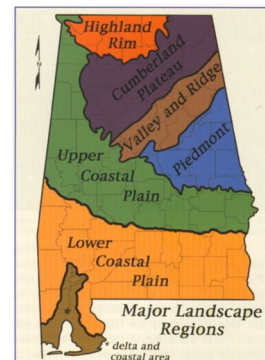 Highland
Rim
Cumberland
Plateau
Valley and Ridge
Piedmont
Upper
Coastal
Plain
Lower
Coastal
Plain
*
Major Landscape
Regions
* delta and
coastal area